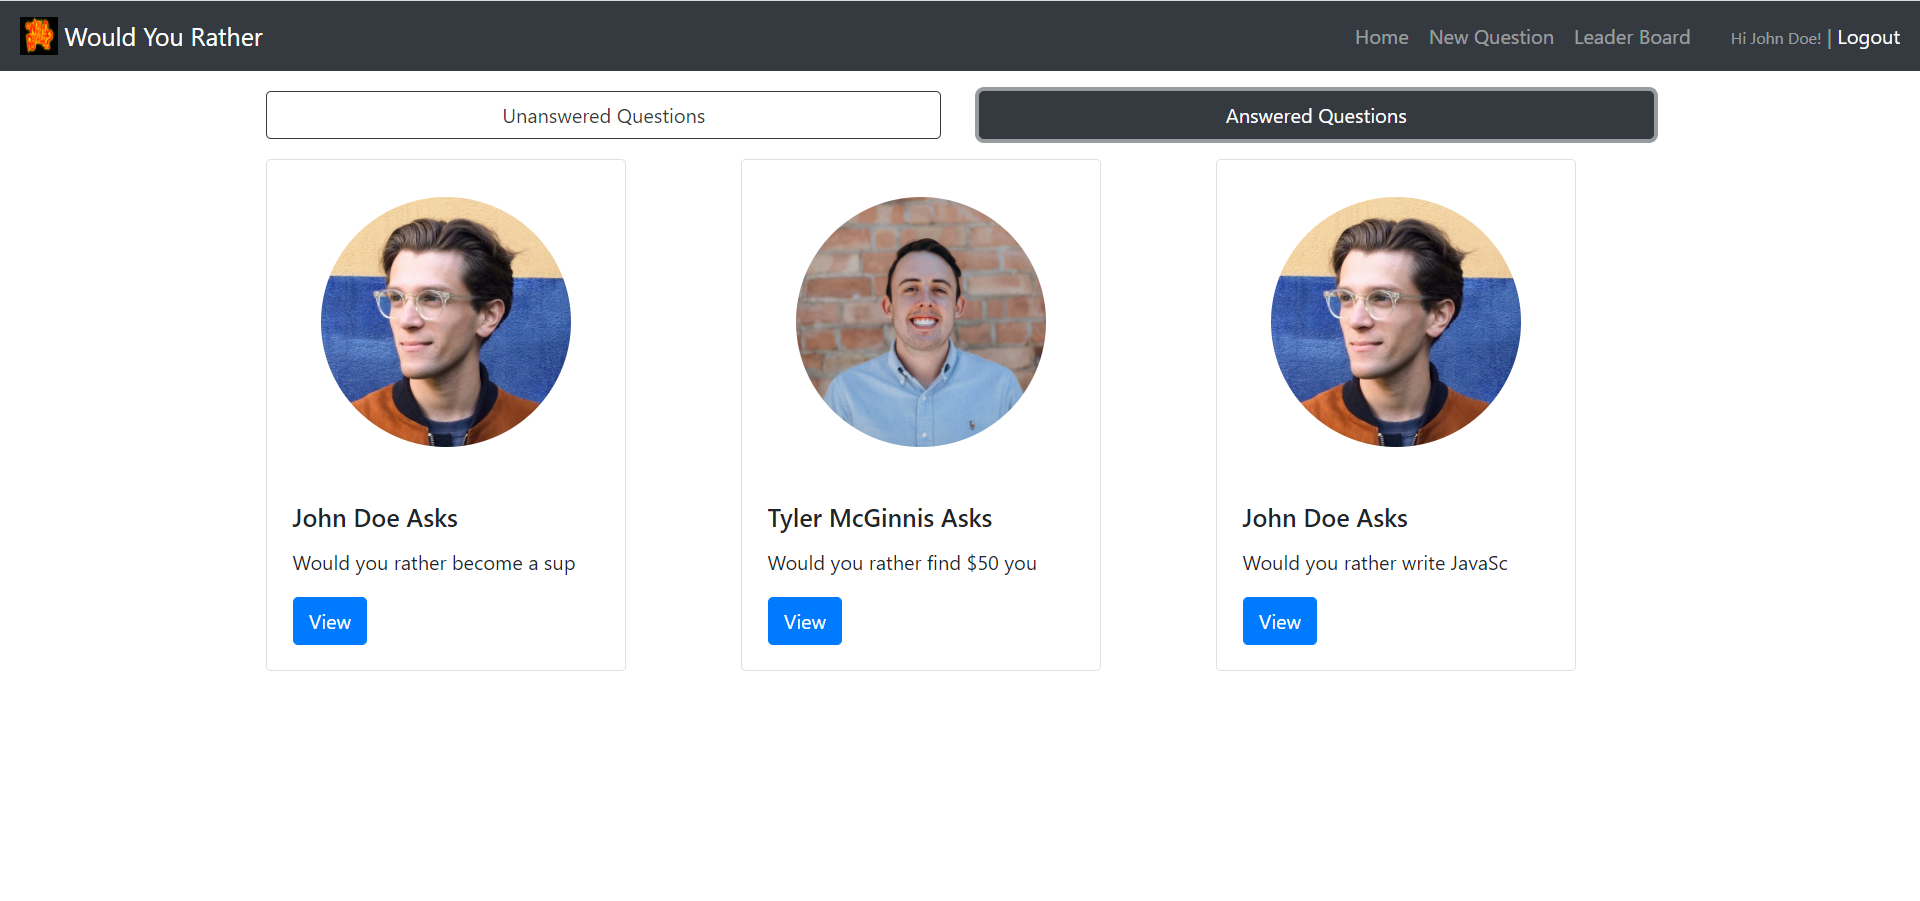 Would You Rather
Home New Question Leader Board Hi John Doe! | Logout
Unanswered Questions
Answered Questions
John Doe Asks
Would you rather become a sup
View
Tyler McGinnis Asks
Would you rather find $50 you
View
John Doe Asks
Would you rather write JavaSc
View